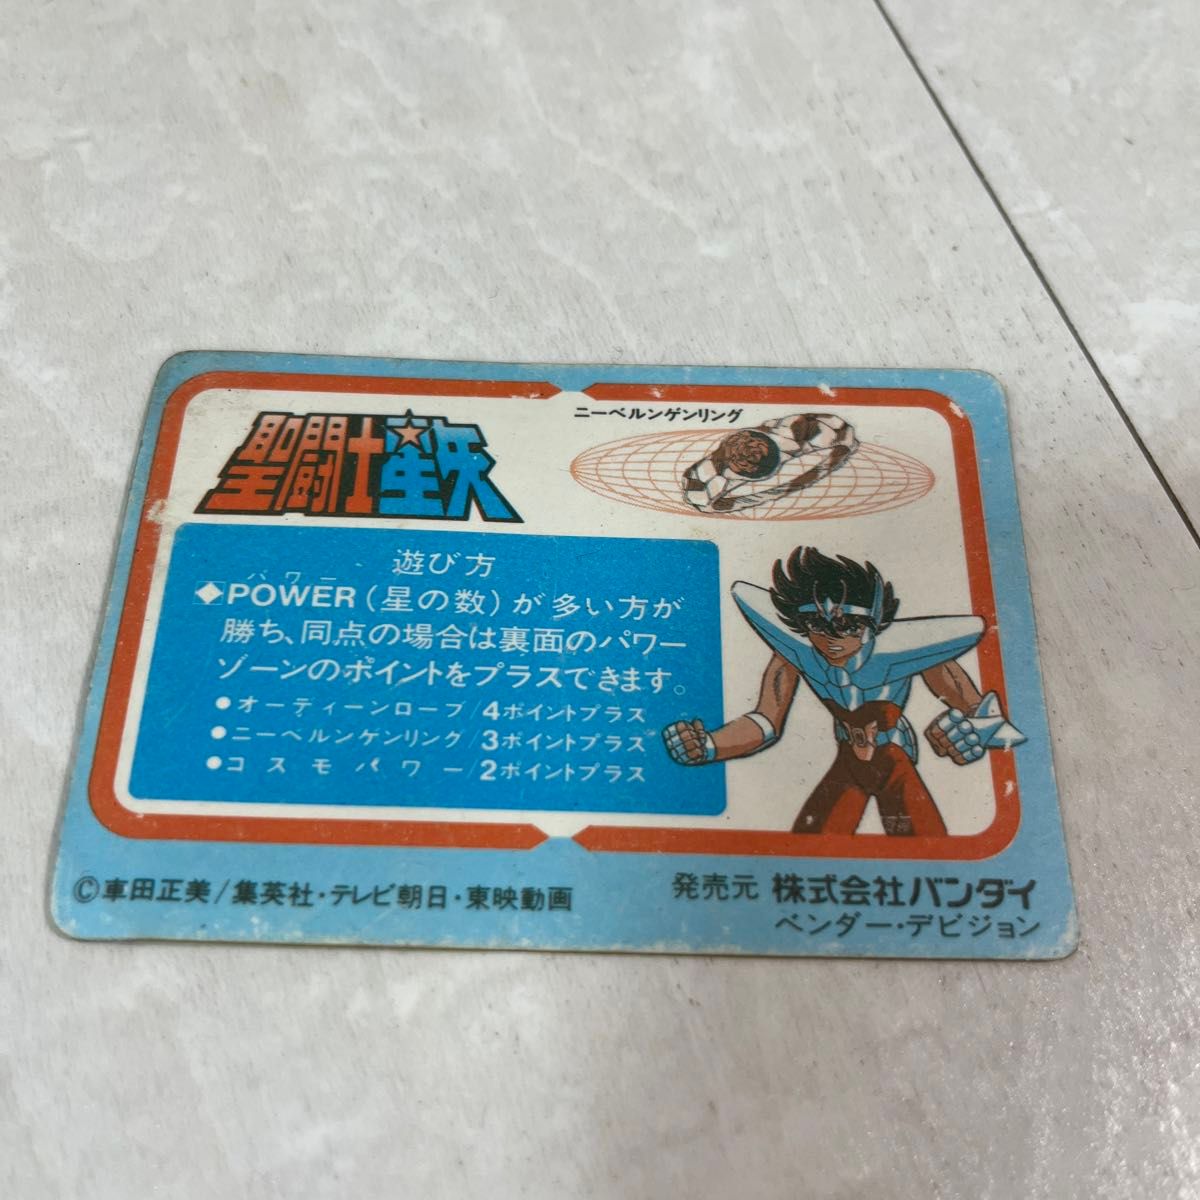 聖闘士星矢
ニーベルンゲンリング
遊び方
パワー
◆POWER(星の数)が多い方が
勝ち、同点の場合は裏面のパワー
ゾーンのポイントをプラスできます。
●オーディーンローブ/4ポイントプラス
●ニーベルンゲンリング/3ポイントプラス
●コスモパワー/2ポイントプラス
©車田正美/集英社・テレビ朝日・東映動画
発売元 株式会社バンダイ
ベンダー・デビジョン